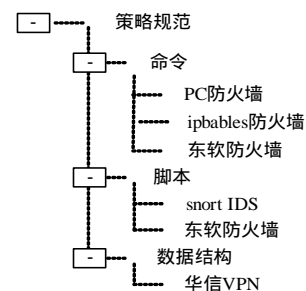 策略规范
命令
PC防火墙
ipbables防火墙
东软防火墙
脚本
snort IDS
东软防火墙
数据结构
华信VPN